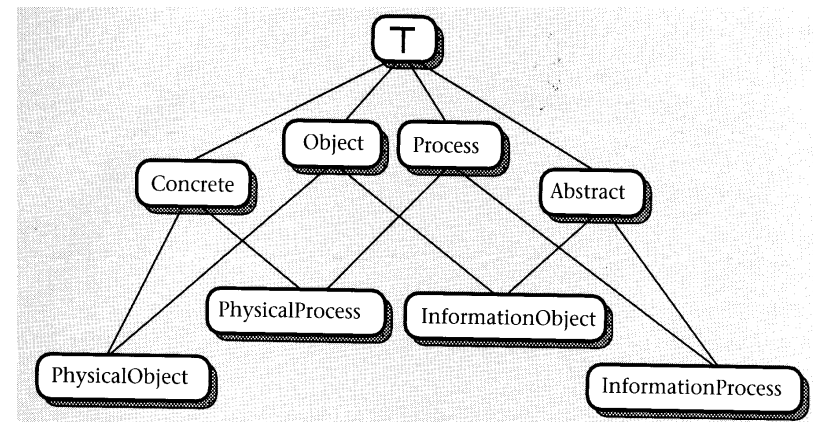 T
Object
Process
Concrete
Abstract
PhysicalProcess
InformationObject
PhysicalObject
InformationProcess